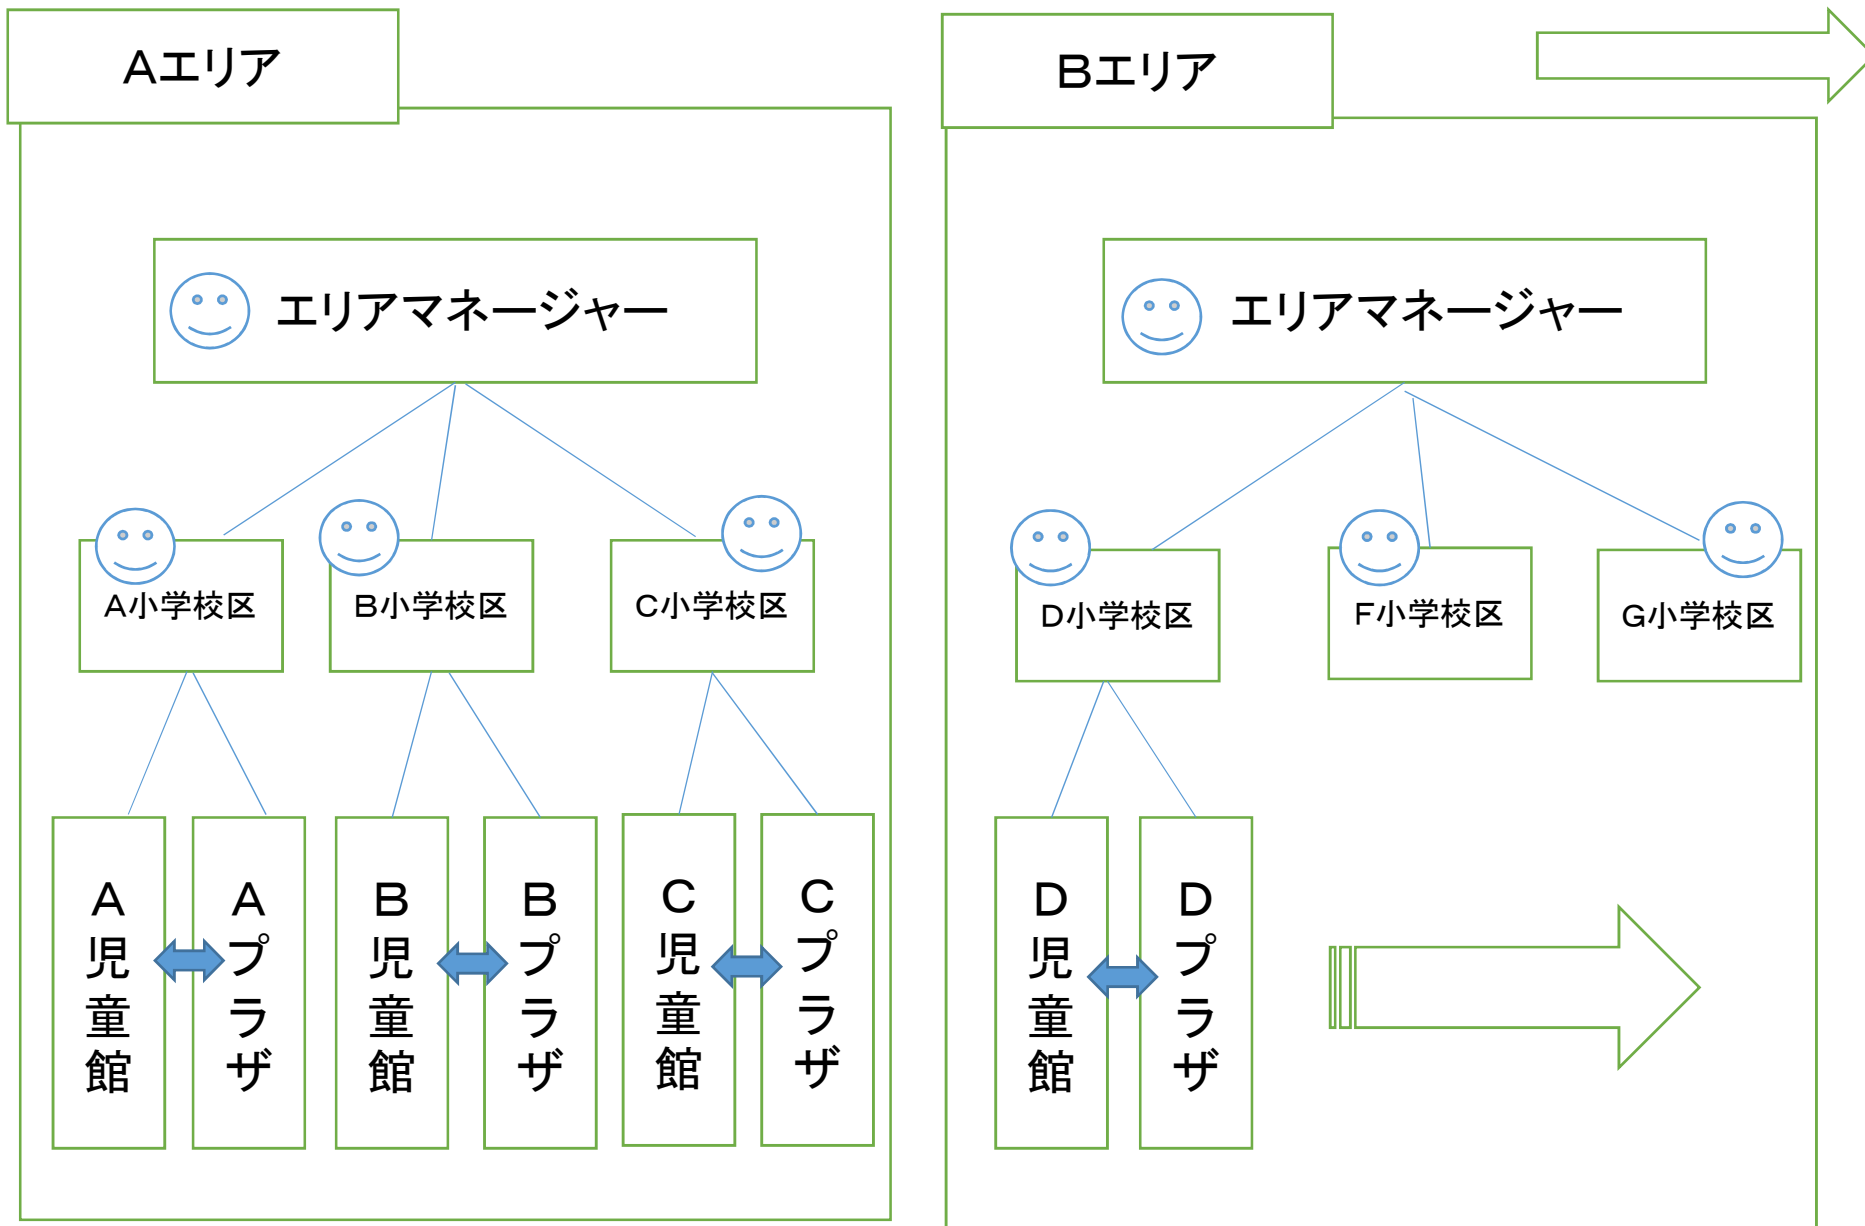 Aエリア
エリアマネージャー
A小学校区
B小学校区
C小学校区
A児童館
Aプラザ
B児童館
Bプラザ
C児童館
Cプラザ
Bエリア
エリアマネージャー
D小学校区
F小学校区
G小学校区
D児童館
Dプラザ